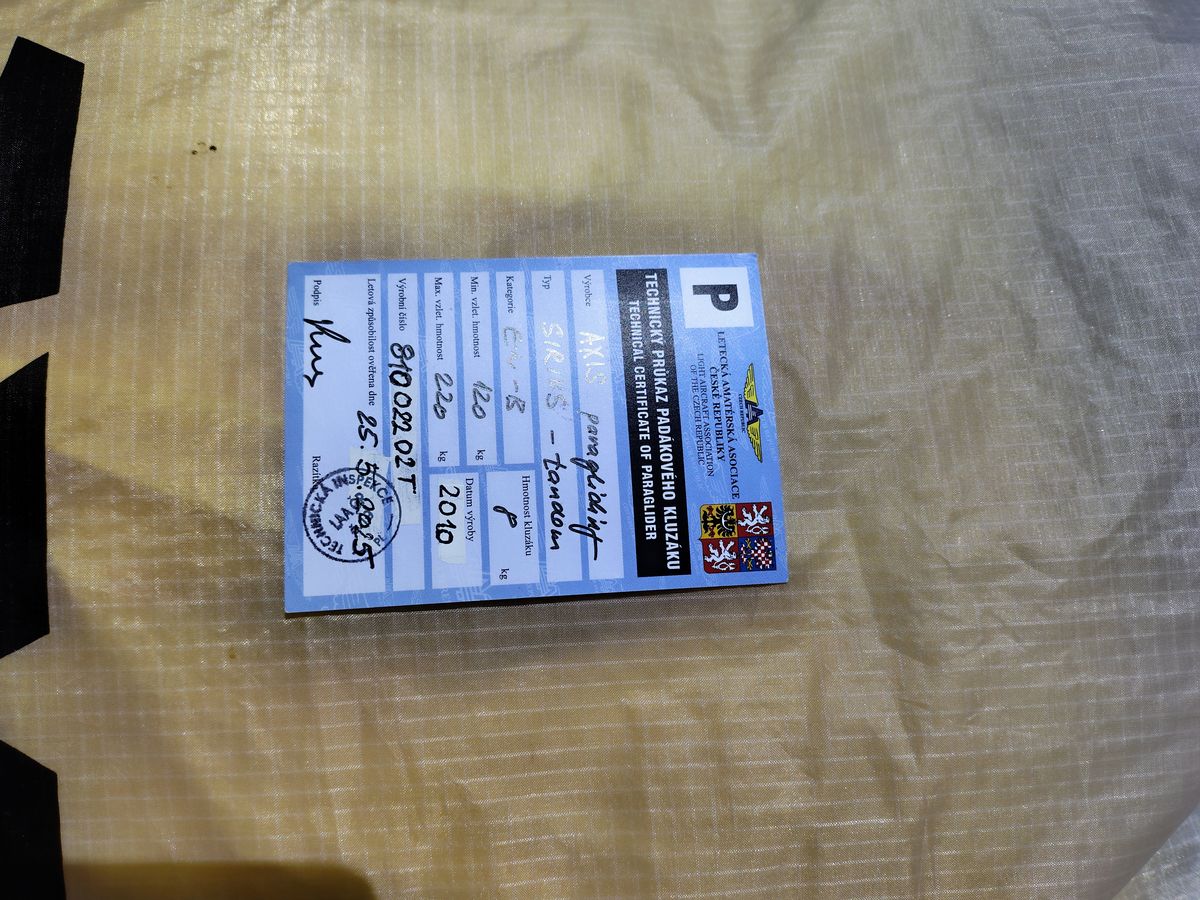 P
CZECH REPUBLIC
LETECKÁ AMATÉRSKÁ ASOCIACE
ČESKÉ REPUBLIKY
LIGHT AIRCRAFT ASSOCIATION
OF THE CZECH REPUBLIC
TECHNICKÝ PRŮKAZ PADÁKOVÉHO KLUZÁKU
TECHNICAL CERTIFICATE OF PARAGLIDER
Výrobce AXIS paragliding
Typ SIRIUS - tandem
Kategorie EN - B
Hmotnost kluzáku P kg
Min. vzlet. hmotnost 120 kg
Max. vzlet. hmotnost 220 kg
Datum výroby 2010
Výrobní číslo 81002202T
Letová způsobilost ověřena dne 25. 5. 2025
Podpis
TECHNICKÁ INSPEKCE
LAA